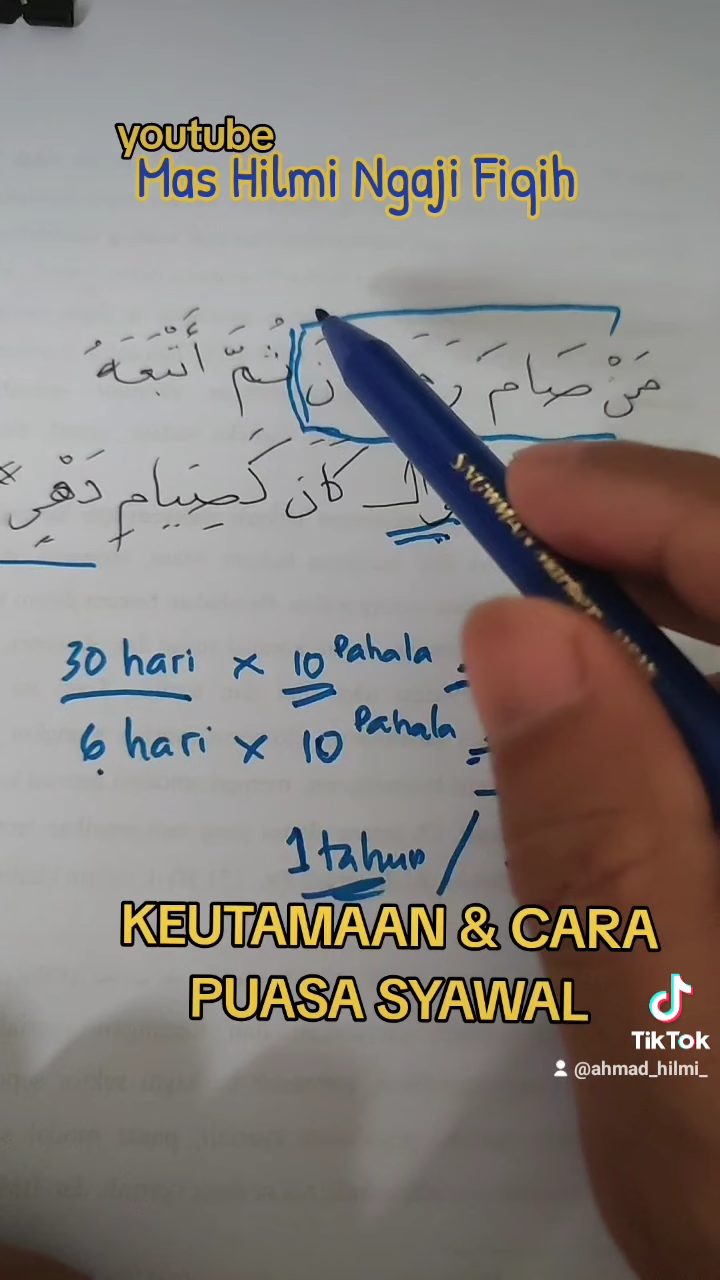 youtube
Mas Hilmi Ngaji Fiqih
مَنْ صَامَ ثُمَّ أَتْبَعَهُ
كَانَ كَصِيَامِ دَهْرٍ *
30 hari x 10 Pahala =
6 hari x 10 Pahala =
1 tahun /
KEUTAMAAN & CARA
PUASA SYAWAL
TikTok
@ahmad_hilmi_
SNOWMAN